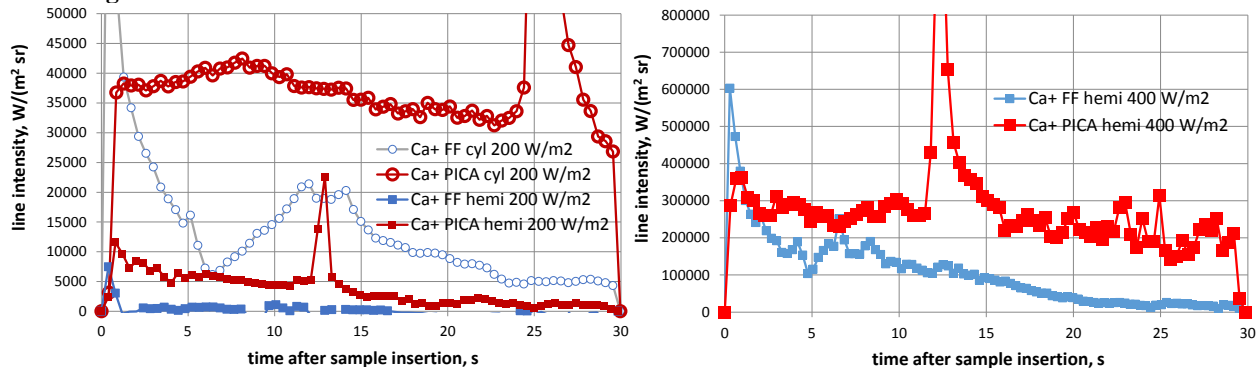 50000
45000
40000
35000
30000
25000
20000
15000
10000
5000
0
line intensity, W/(m² sr)
Ca+ FF cyl 200 W/m2
Ca+ PICA cyl 200 W/m2
Ca+ FF hemi 200 W/m2
Ca+ PICA hemi 200 W/m2
0 5 10 15 20 25 30
time after sample insertion, s
800000
700000
600000
500000
400000
300000
200000
100000
0
line intensity, W/(m² sr)
Ca+ FF hemi 400 W/m2
Ca+ PICA hemi 400 W/m2
0 5 10 15 20 25 30
time after sample insertion, s